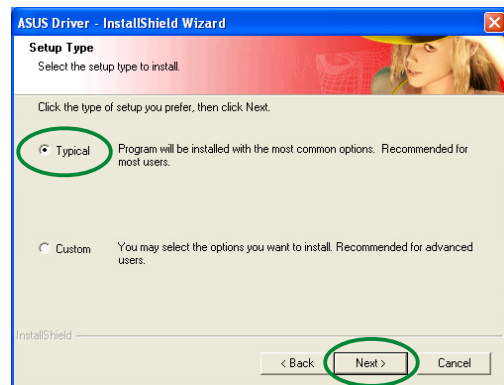 ASUS Driver - InstallShield Wizard
Setup Type
Select the setup type to install.
Click the type of setup you prefer, then click Next.
Typical
Program will be installed with the most common options. Recommended for
most users.
Custom
You may select the options you want to install. Recommended for advanced
users.
InstallShield
< Back
Next >
Cancel